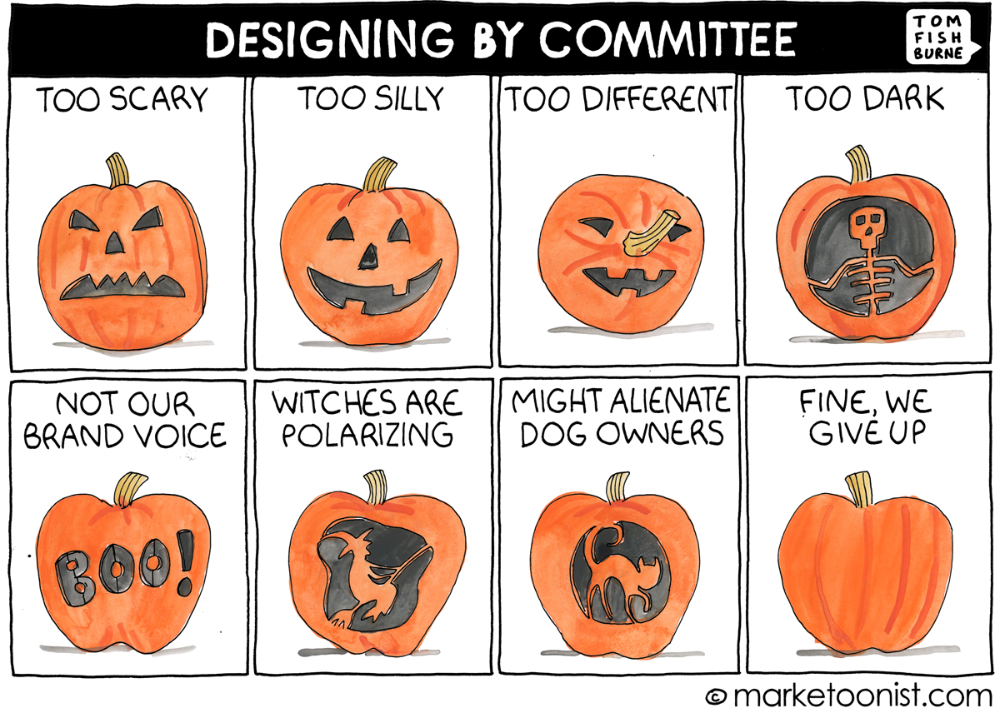 DESIGNING BY COMMITTEE
TOM
FISH
BURNE
TOO SCARY
TOO SILLY
TOO DIFFERENT
TOO DARK
NOT OUR
BRAND VOICE
BOO!
WITCHES ARE
POLARIZING
MIGHT ALIENATE
DOG OWNERS
FINE, WE
GIVE UP
© marketoonist.com